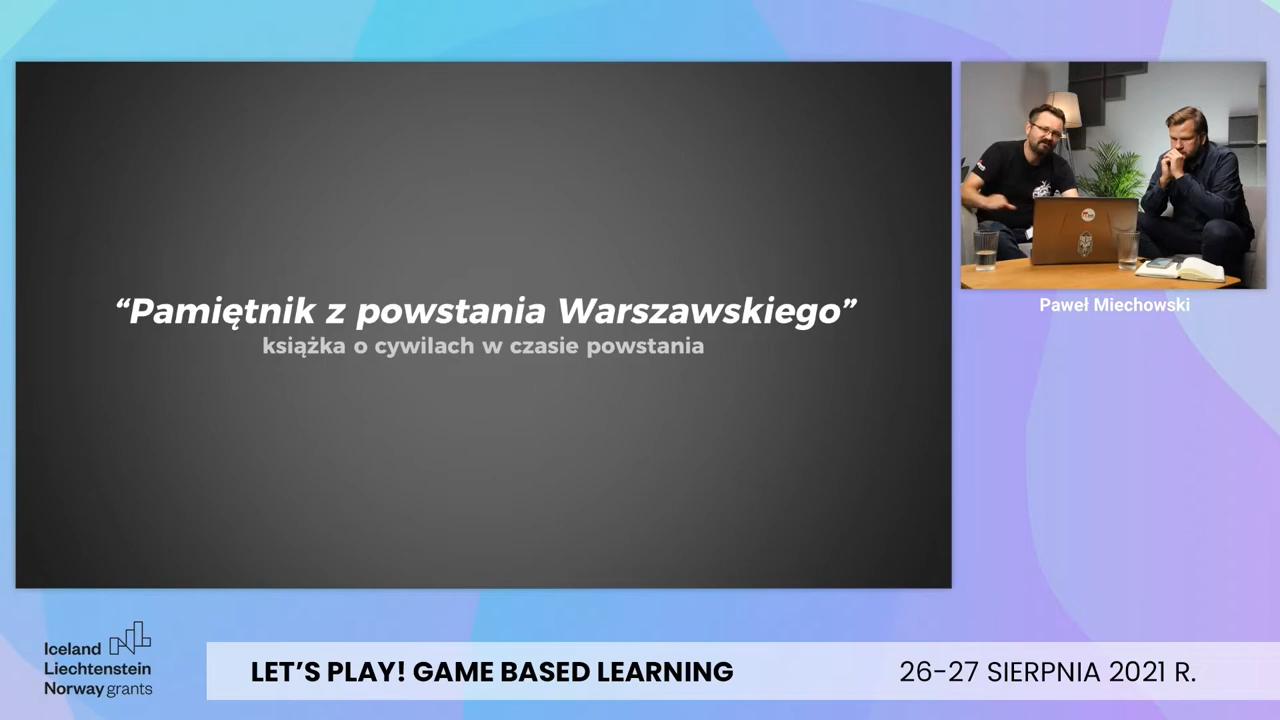 “Pamiętnik z powstania Warszawskiego”
książka o cywilach w czasie powstania
Paweł Miechowski
Iceland
Liechtenstein
Norway grants
LET’S PLAY! GAME BASED LEARNING
26-27 SIERPNIA 2021 R.